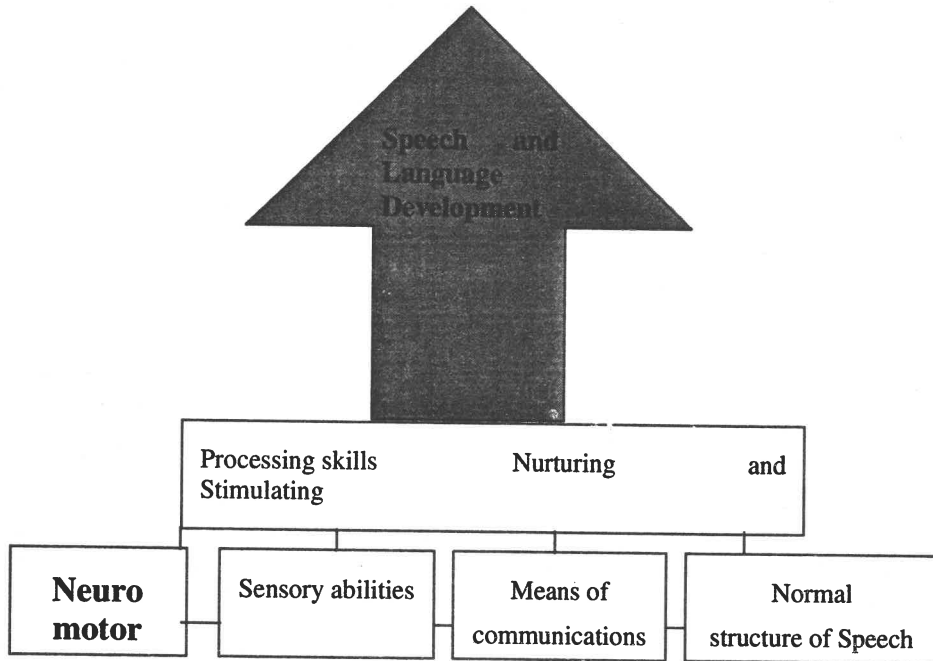 Speech and
Language
Development
Processing skills Nurturing and
Stimulating
Neuro
motor
Sensory abilities
Means of
communications
Normal
structure of Speech